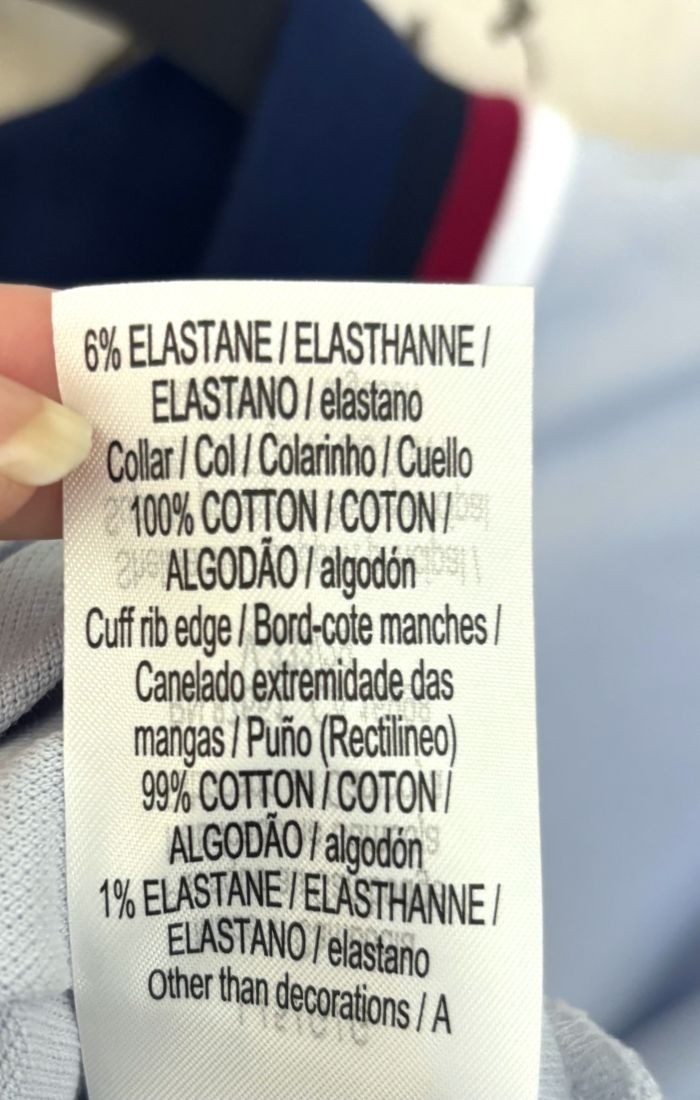 6% ELASTANE / ELASTHANNE /
ELASTANO / elastano
Collar / Col / Colarinho / Cuello
100% COTTON / COTON /
ALGODÃO / algodón
Cuff rib edge / Bord-cote manches /
Canelado extremidade das
mangas / Puño (Rectilineo)
99% COTTON / COTON /
ALGODÃO / algodón
1% ELASTANE / ELASTHANNE /
ELASTANO / elastano
Other than decorations / A